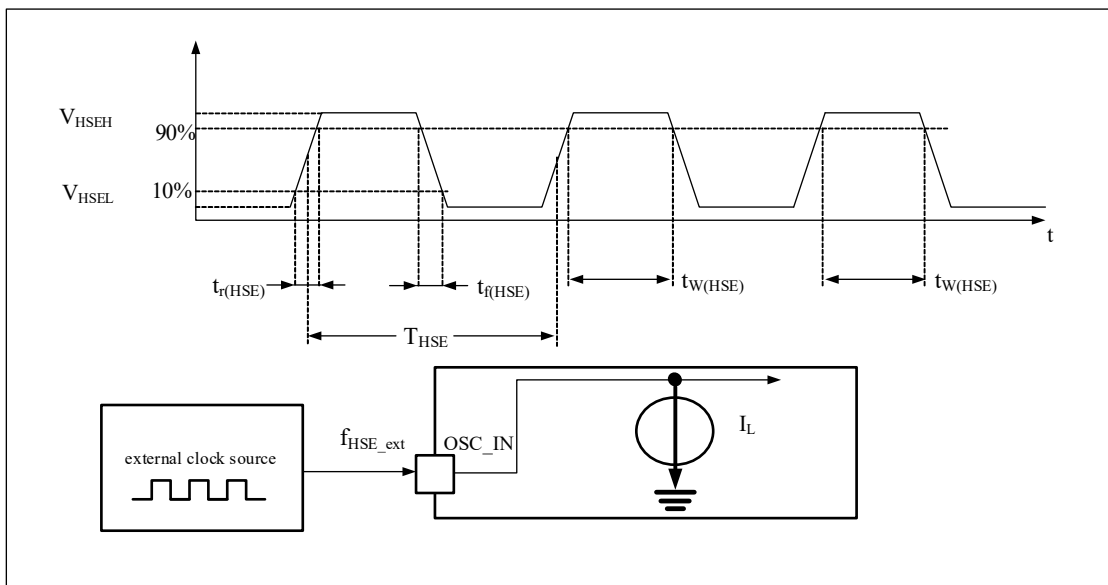 V_HSEH
90%
V_HSEL
10%
t
t_r(HSE)
t_f(HSE)
t_W(HSE)
t_W(HSE)
T_HSE
external clock source
f_HSE_ext
OSC_IN
I_L